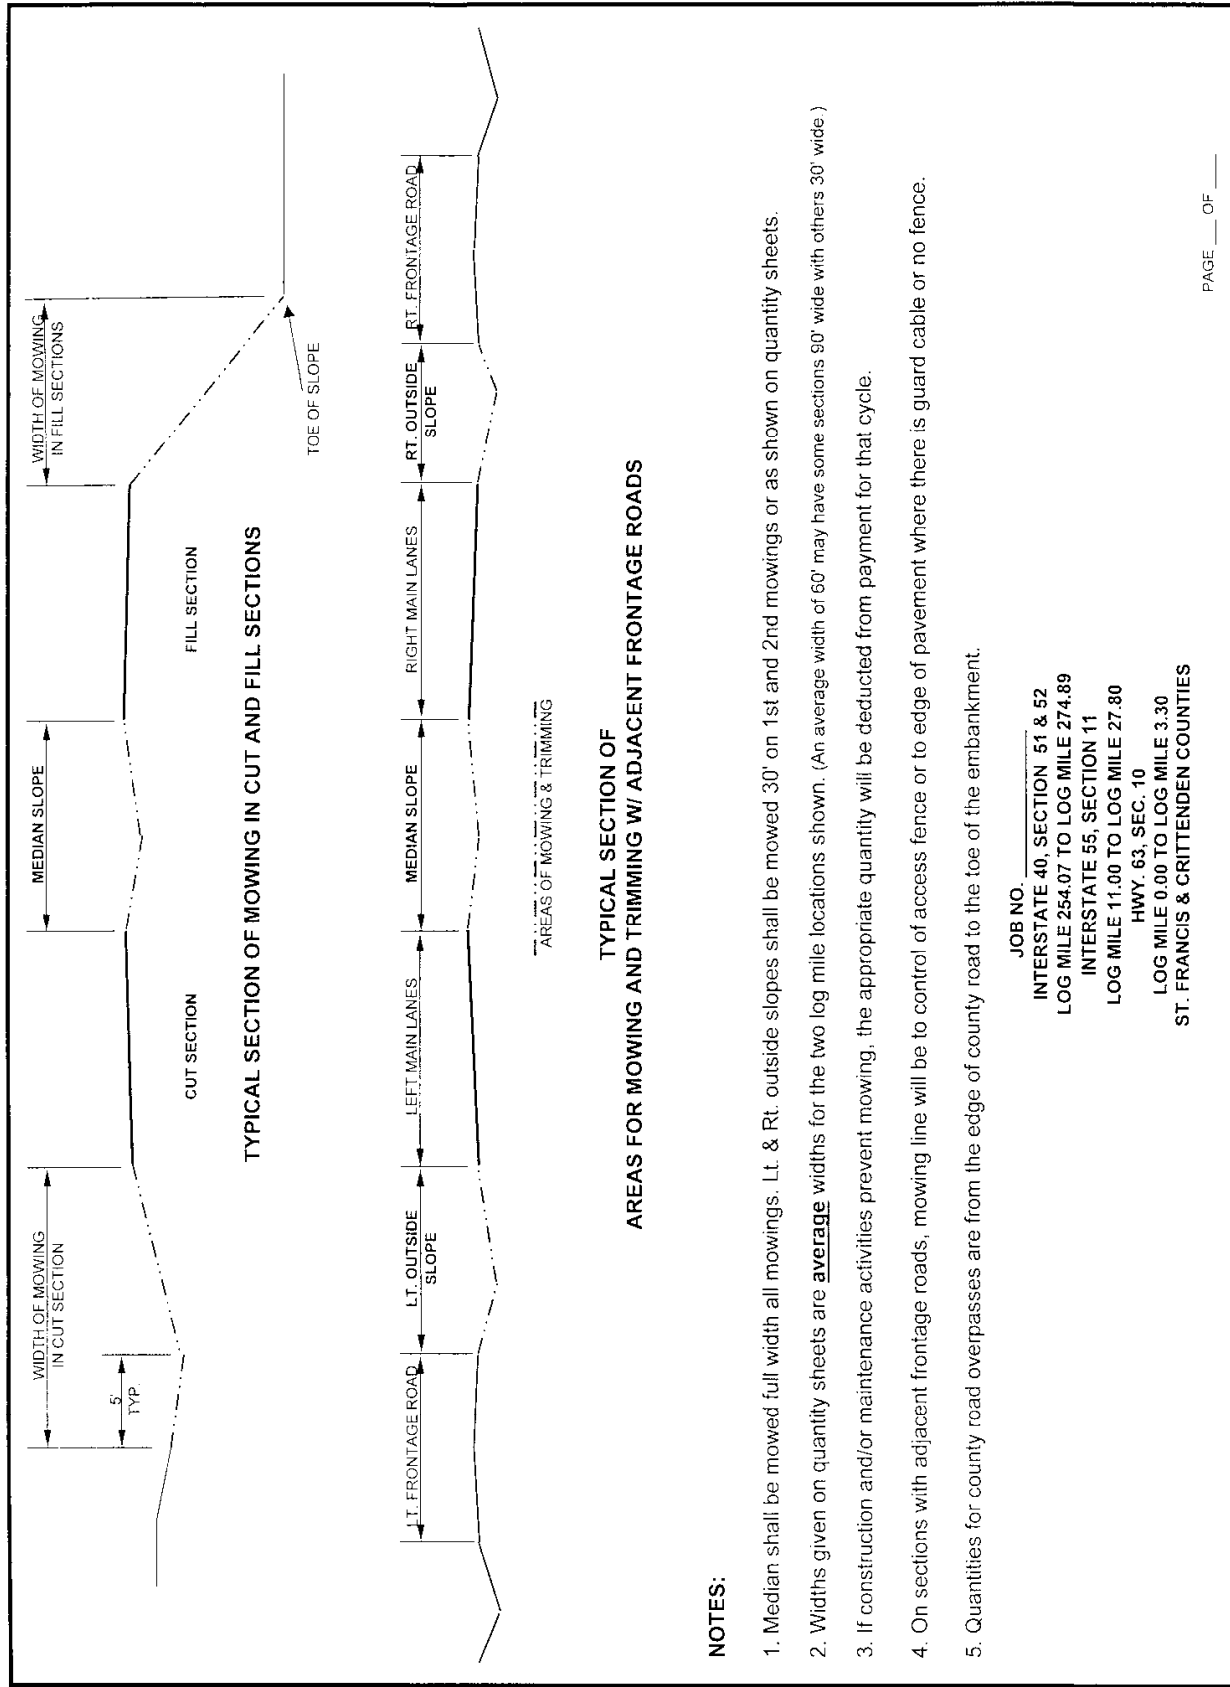 WIDTH OF MOWING
IN CUT SECTION
5'
TYP.
MEDIAN SLOPE
WIDTH OF MOWING
IN FILL SECTIONS
CUT SECTION
FILL SECTION
TOE OF SLOPE
TYPICAL SECTION OF MOWING IN CUT AND FILL SECTIONS
LT. FRONTAGE ROAD
LT. OUTSIDE
SLOPE
LEFT MAIN LANES
MEDIAN SLOPE
RIGHT MAIN LANES
RT. OUTSIDE
SLOPE
RT. FRONTAGE ROAD
AREAS OF MOWING & TRIMMING
TYPICAL SECTION OF
AREAS FOR MOWING AND TRIMMING W/ ADJACENT FRONTAGE ROADS
NOTES:
1. Median shall be mowed full width all mowings. Lt. & Rt. outside slopes shall be mowed 30' on 1st and 2nd mowings or as shown on quantity sheets.
2. Widths given on quantity sheets are average widths for the two log mile locations shown. (An average width of 60' may have some sections 90' wide with others 30' wide.)
3. If construction and/or maintenance activities prevent mowing, the appropriate quantity will be deducted from payment for that cycle.
4. On sections with adjacent frontage roads, mowing line will be to control of access fence or to edge of pavement where there is guard cable or no fence.
5. Quantities for county road overpasses are from the edge of county road to the toe of the embankment.
JOB NO. ________
INTERSTATE 40, SECTION 51 & 52
LOG MILE 254.07 TO LOG MILE 274.89
INTERSTATE 55, SECTION 11
LOG MILE 11.00 TO LOG MILE 27.80
HWY. 63, SEC. 10
LOG MILE 0.00 TO LOG MILE 3.30
ST. FRANCIS & CRITTENDEN COUNTIES
PAGE ___ OF ___